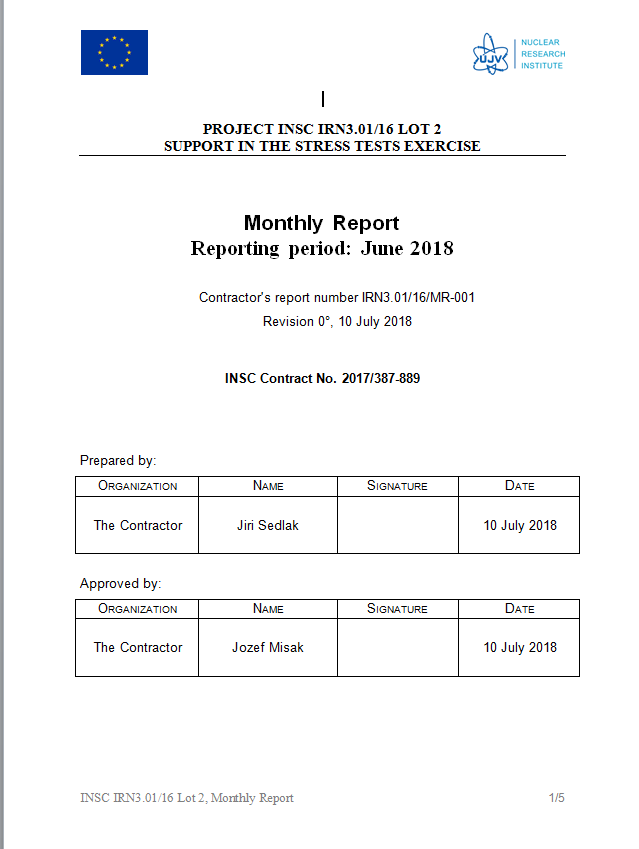 UJV
NUCLEAR
RESEARCH
INSTITUTE
PROJECT INSC IRN3.01/16 LOT 2
SUPPORT IN THE STRESS TESTS EXERCISE
Monthly Report
Reporting period: June 2018
Contractor's report number IRN3.01/16/MR-001
Revision 0°, 10 July 2018
INSC Contract No. 2017/387-889
Prepared by:
ORGANIZATION NAME SIGNATURE DATE
The Contractor Jiri Sedlak 10 July 2018
Approved by:
ORGANIZATION NAME SIGNATURE DATE
The Contractor Jozef Misak 10 July 2018
INSC IRN3.01/16 Lot 2, Monthly Report 1/5